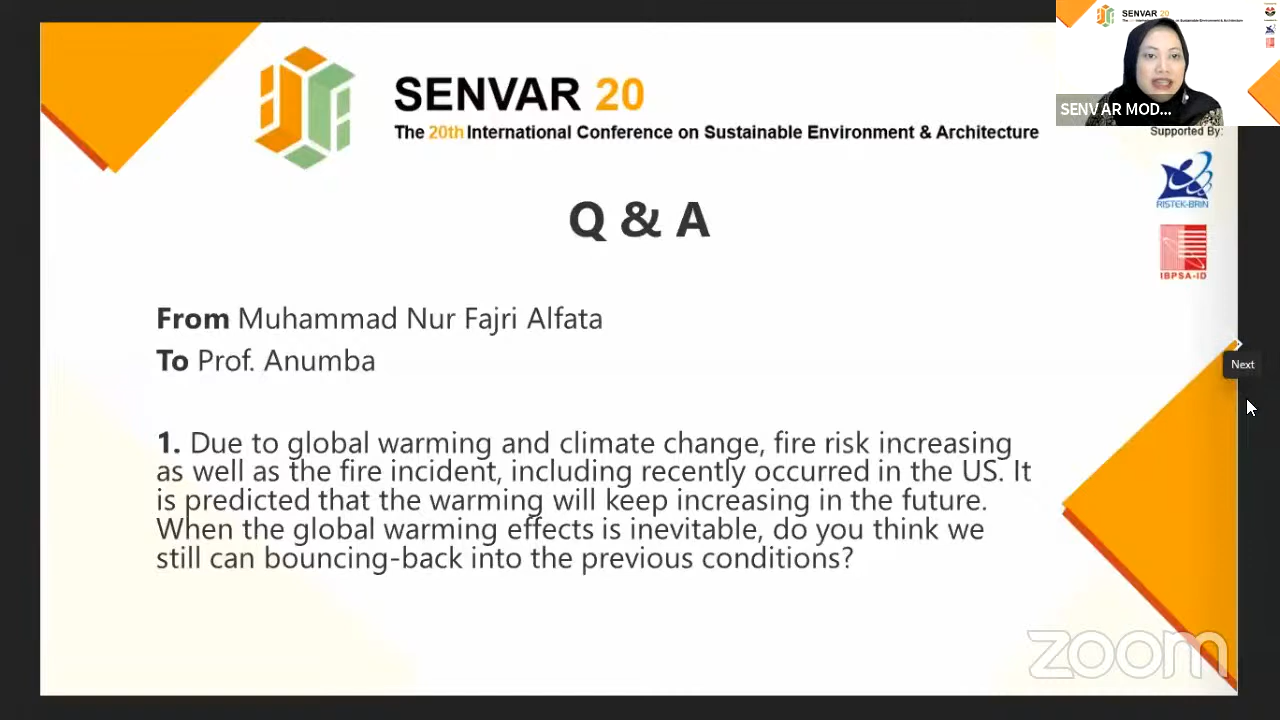 SENVAR 20
The 20th International Conference on Sustainable Environment & Architecture
SENVAR 20
SENVAR MOD...
Supported By:
RISTEK-BRIN
IBPSA-ID
Q & A
From Muhammad Nur Fajri Alfata
To Prof. Anumba
Next
1. Due to global warming and climate change, fire risk increasing
as well as the fire incident, including recently occurred in the US. It
is predicted that the warming will keep increasing in the future.
When the global warming effects is inevitable, do you think we
still can bouncing-back into the previous conditions?
zoom